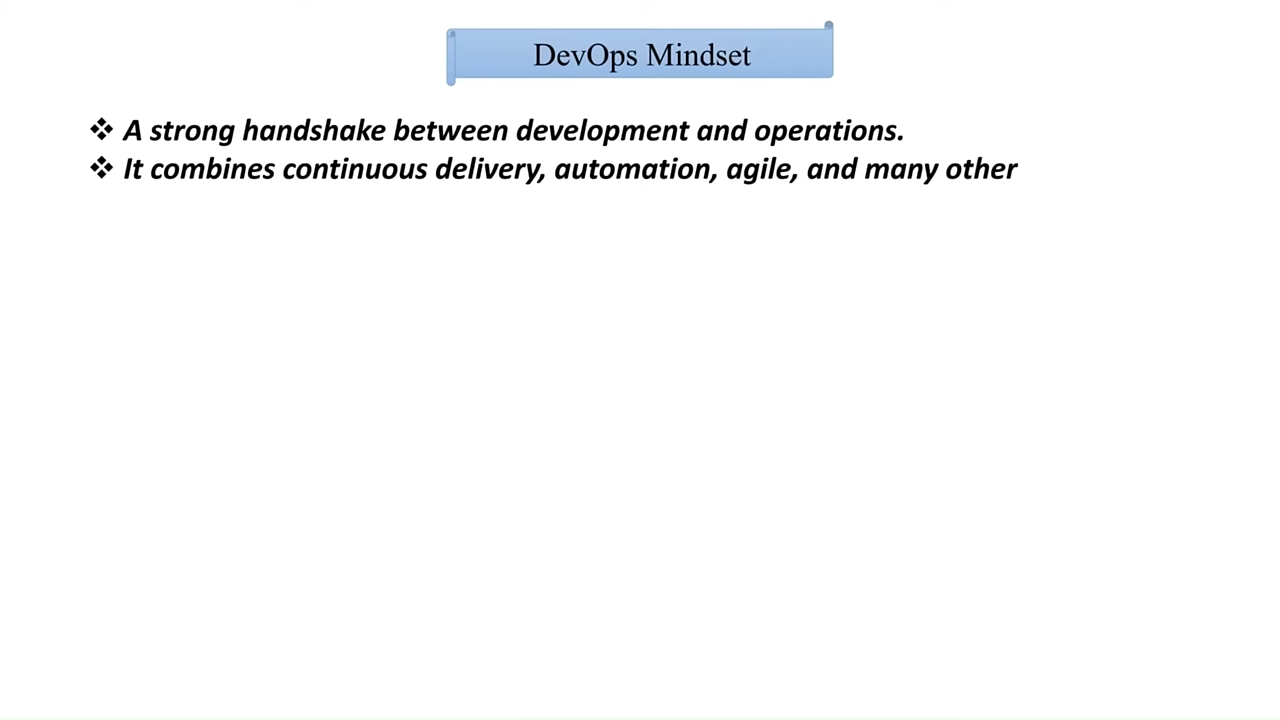 DevOps Mindset
❖ A strong handshake between development and operations.
❖ It combines continuous delivery, automation, agile, and many other